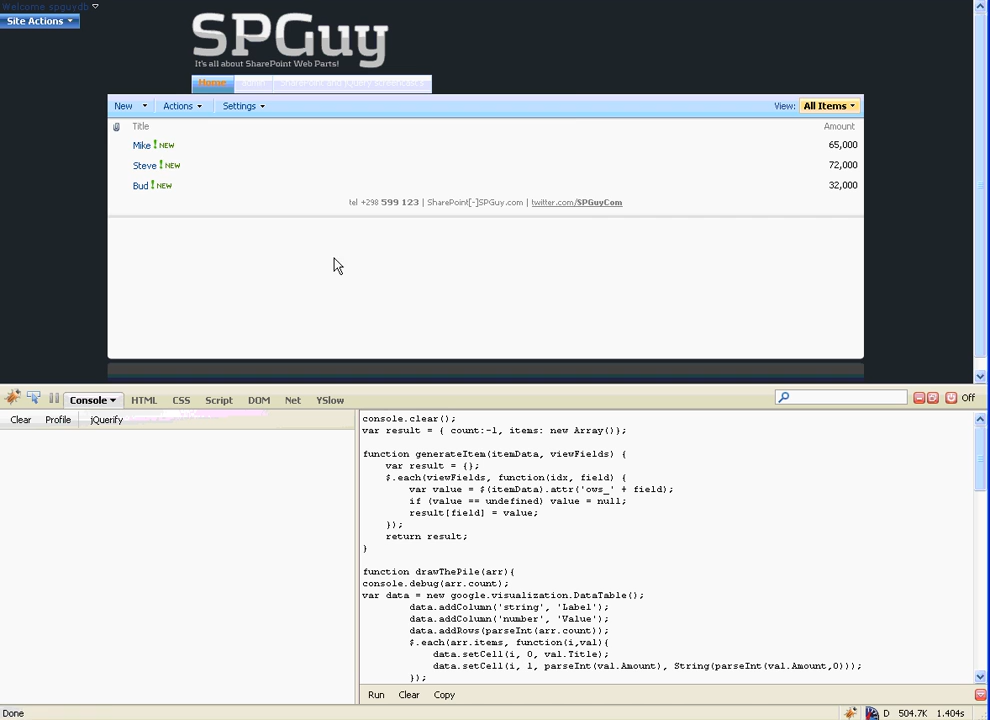 Welcome spguydb
Site Actions
SPGuy
It's all about SharePoint Web Parts!
Home
New Actions Settings View: All Items
Title Amount
Mike ! NEW 65,000
Steve ! NEW 72,000
Bud ! NEW 32,000
tel +298 599 123 | SharePoint[-]SPGuy.com | twitter.com/SPGuyCom
Console HTML CSS Script DOM Net YSlow Off
Clear Profile jQuerify
console.clear();
var result = { count:-1, items: new Array()};
function generateItem(itemData, viewFields) {
var result = {};
$.each(viewFields, function(idx, field) {
var value = $(itemData).attr('ows_' + field);
if (value == undefined) value = null;
result[field] = value;
});
return result;
}
function drawThePile(arr){
console.debug(arr.count);
var data = new google.visualization.DataTable();
data.addColumn('string', 'Label');
data.addColumn('number', 'Value');
data.addRows(parseInt(arr.count));
$.each(arr.items, function(i,val){
data.setCell(i, 0, val.Title);
data.setCell(i, 1, parseInt(val.Amount), String(parseInt(val.Amount,0)));
});
Run Clear Copy
Done D 504.7K 1.404s